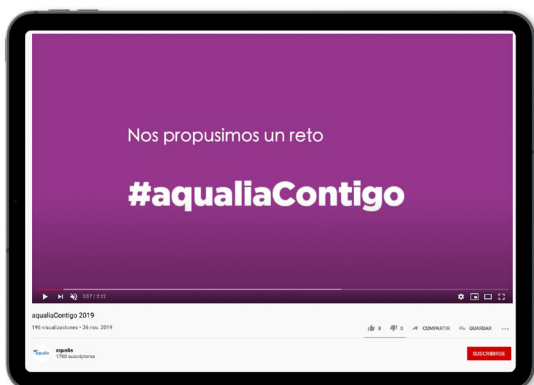 Nos propusimos un reto
#aqualiaContigo
0:07 / 2:12
aqualiaContigo 2019
196 visualizaciones • 26 nov. 2019
8
0
COMPARTIR
GUARDAR
aqualia
aqualia
1780 suscriptores
SUSCRIBIRSE